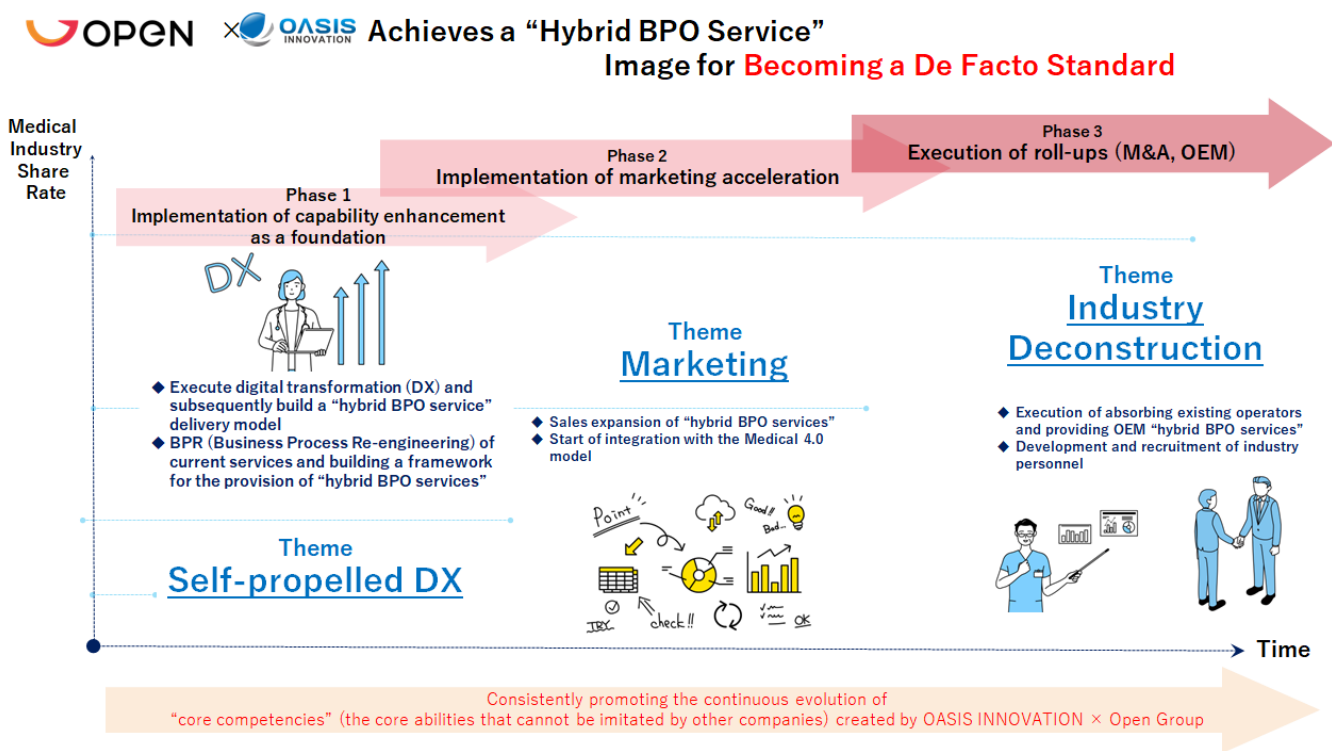 OPEN × OASIS INNOVATION Achieves a “Hybrid BPO Service”
Image for Becoming a De Facto Standard
Medical
Industry
Share
Rate
Phase 1
Implementation of capability enhancement
as a foundation
Phase 2
Implementation of marketing acceleration
Phase 3
Execution of roll-ups (M&A, OEM)
DX
◆ Execute digital transformation (DX) and
subsequently build a “hybrid BPO service”
delivery model
◆ BPR (Business Process Re-engineering) of
current services and building a framework
for the provision of “hybrid BPO services”
Theme
Self-propelled DX
Theme
Marketing
◆ Sales expansion of “hybrid BPO services”
◆ Start of integration with the Medical 4.0
model
Point
Good!!
Bad...
TRY
check!!
OK
Theme
Industry
Deconstruction
◆ Execution of absorbing existing operators
and providing OEM “hybrid BPO services”
◆ Development and recruitment of industry
personnel
Time
Consistently promoting the continuous evolution of
“core competencies” (the core abilities that cannot be imitated by other companies) created by OASIS INNOVATION × Open Group